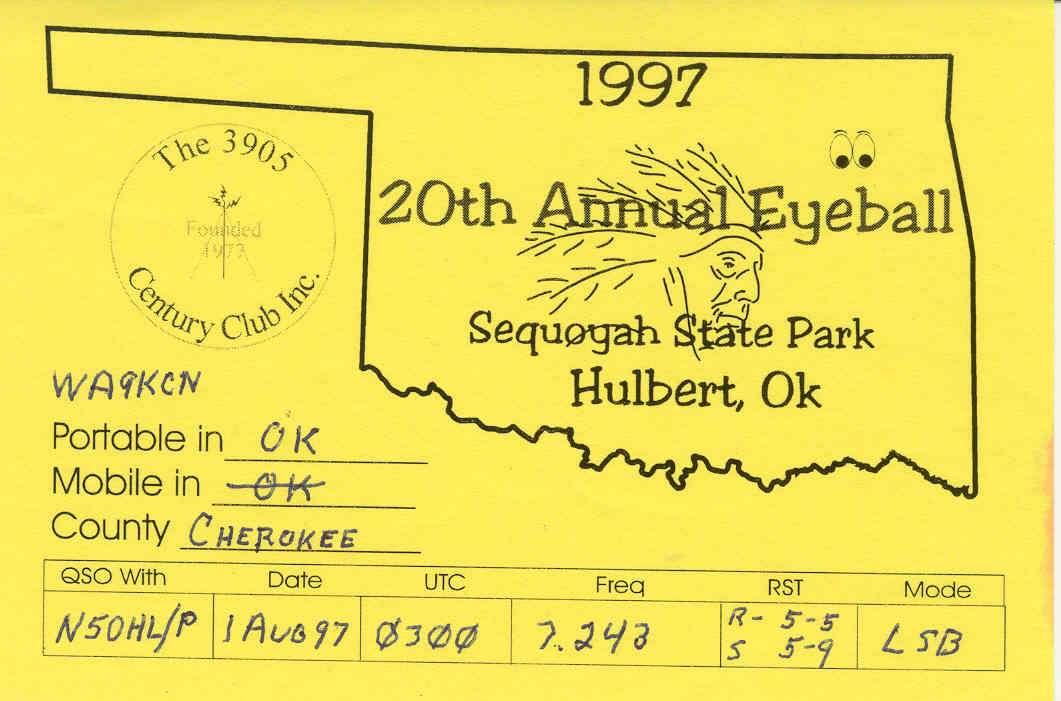 1997
The 3905
20th Annual Eyeball
Founded
1973
Century Club Inc.
Sequoyah State Park
Hulbert, Ok
WA9KCN
Portable in OK
Mobile in OK
County CHEROKEE
QSO With Date UTC Freq RST Mode
N5OHL/P 1 AUG 97 0300 7.243 R- 5-5 LSB
S 5-9